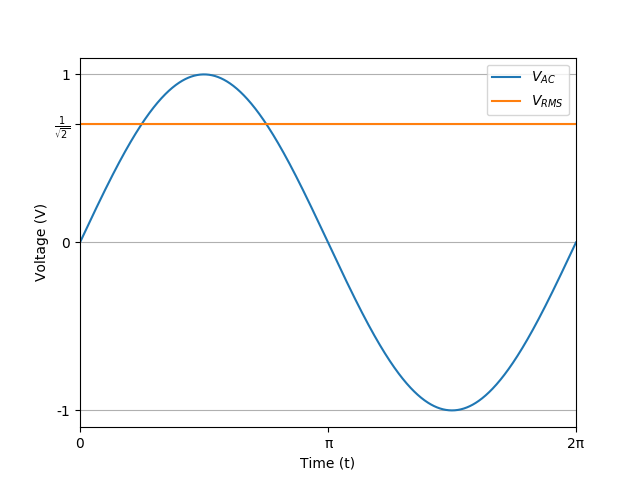 V_AC
V_RMS
1
1/√2
0
-1
Voltage (V)
0 π 2π
Time (t)